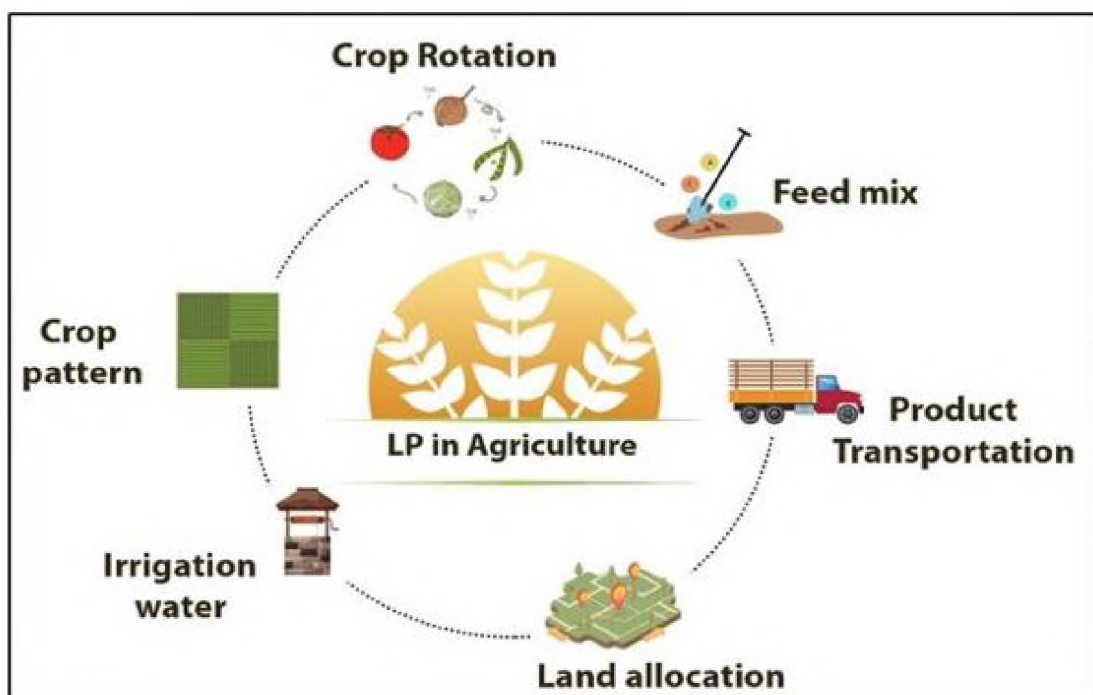 Crop Rotation
Feed mix
Product
Transportation
Land allocation
Irrigation
water
Crop
pattern
LP in Agriculture